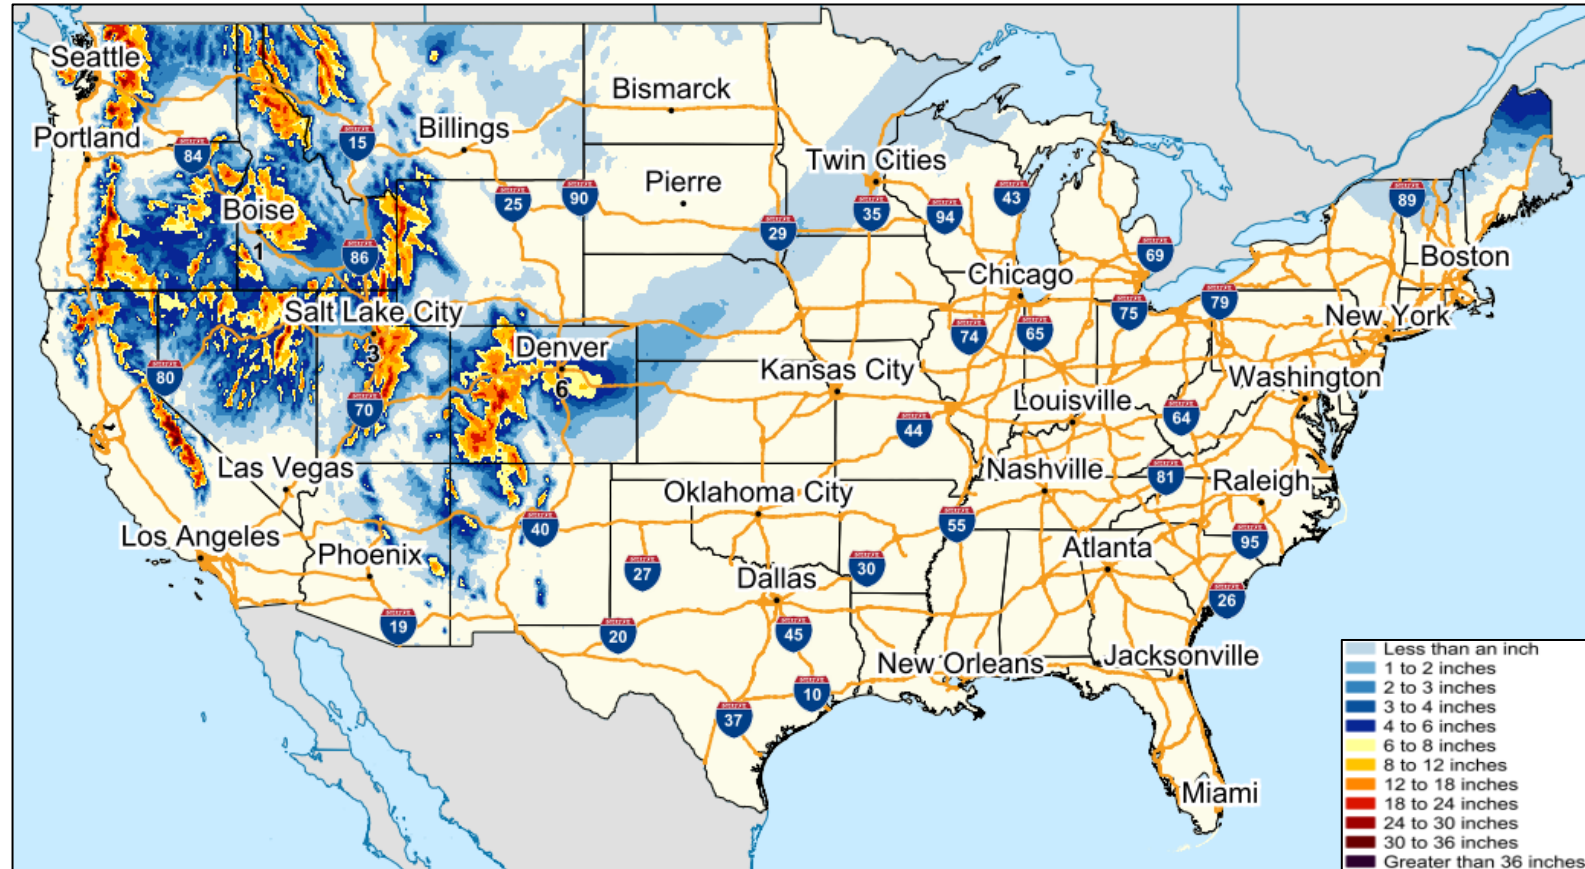 Seattle
Bismarck
Billings
15
Portland
84
Twin Cities
Pierre
25
90
Boise
1
35
94
43
89
29
86
69
Boston
Chicago
Salt Lake City
3
79
75
New York
74
65
Denver
6
80
Kansas City
Washington
70
Louisville
64
44
Las Vegas
Nashville
81
Raleigh
Oklahoma City
40
55
95
Los Angeles
Phoenix
Atlanta
27
30
Dallas
26
19
20
45
New Orleans
Jacksonville
10
37
Miami
Less than an inch
1 to 2 inches
2 to 3 inches
3 to 4 inches
4 to 6 inches
6 to 8 inches
8 to 12 inches
12 to 18 inches
18 to 24 inches
24 to 30 inches
30 to 36 inches
Greater than 36 inches